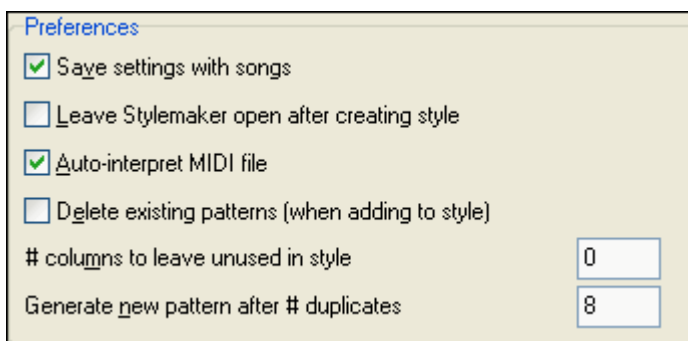 Preferences
Save settings with songs
Leave Stylemaker open after creating style
Auto-interpret MIDI file
Delete existing patterns (when adding to style)
# columns to leave unused in style 0
Generate new pattern after # duplicates 8